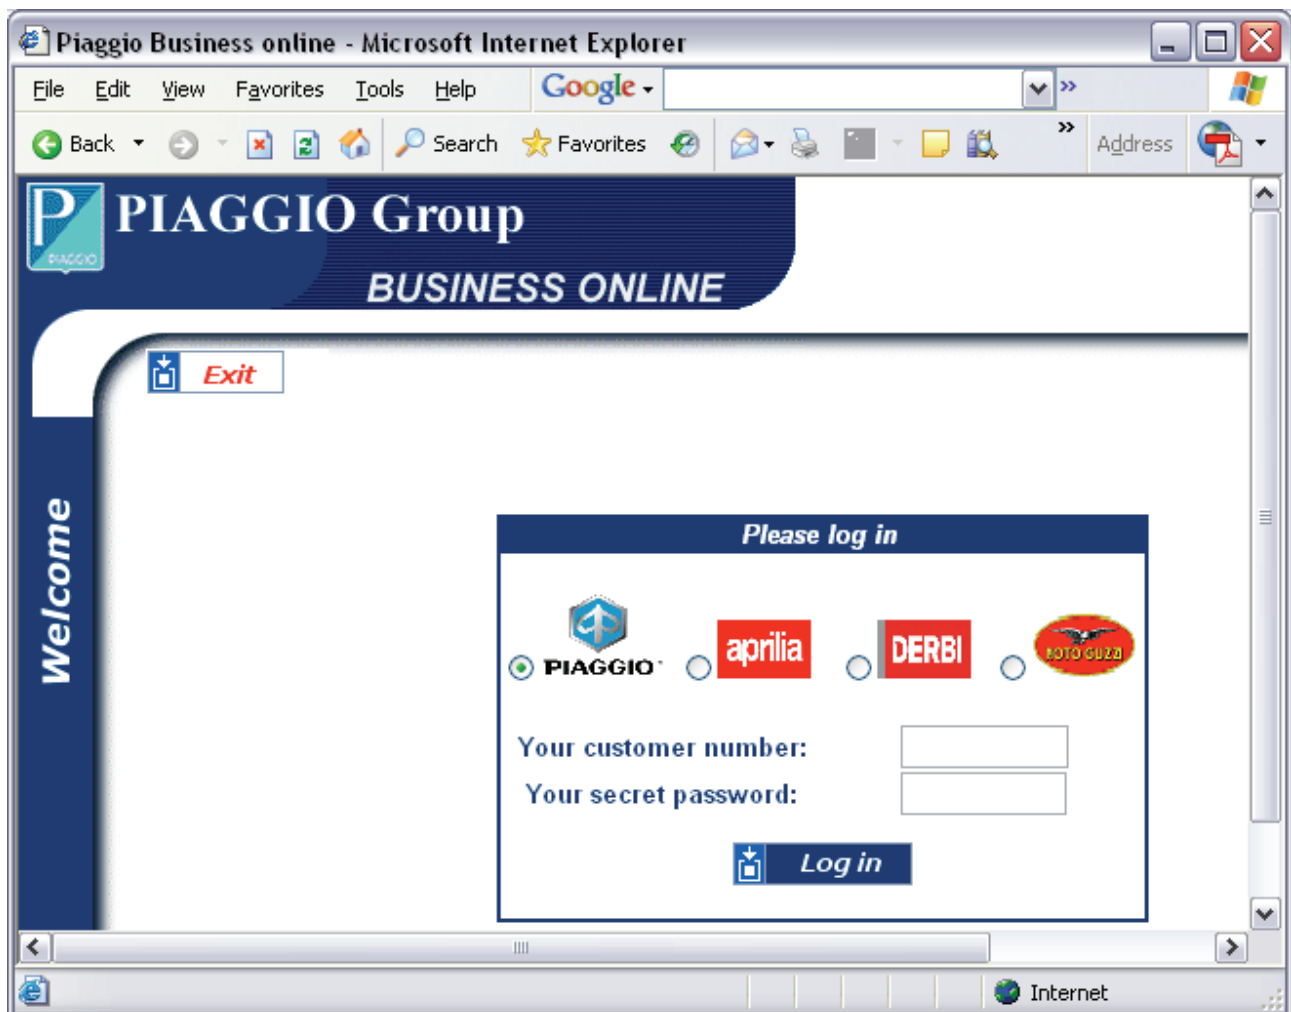 Piaggio Business online - Microsoft Internet Explorer
File Edit View Favorites Tools Help Google
Back Search Favorites Address
P
PIAGGIO
PIAGGIO Group
BUSINESS ONLINE
Exit
Welcome
Please log in
PIAGGIO
aprilia
DERBI
MOTO GUZZI
Your customer number:
Your secret password:
Log in
Internet